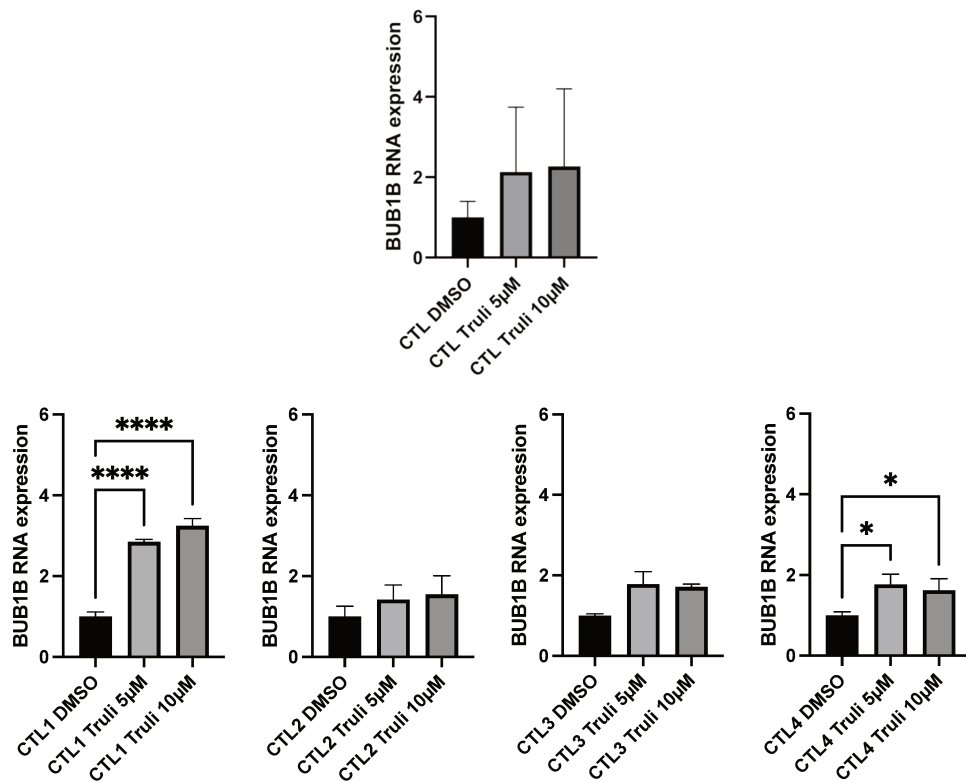 BUB1B RNA expression
6
4
2
0
CTL DMSO
CTL Truli 5µM
CTL Truli 10µM
BUB1B RNA expression
6
4
2
0
****
****
CTL1 DMSO
CTL1 Truli 5µM
CTL1 Truli 10µM
BUB1B RNA expression
6
4
2
0
CTL2 DMSO
CTL2 Truli 5µM
CTL2 Truli 10µM
BUB1B RNA expression
6
4
2
0
CTL3 DMSO
CTL3 Truli 5µM
CTL3 Truli 10µM
BUB1B RNA expression
6
4
2
0
*
*
CTL4 DMSO
CTL4 Truli 5µM
CTL4 Truli 10µM